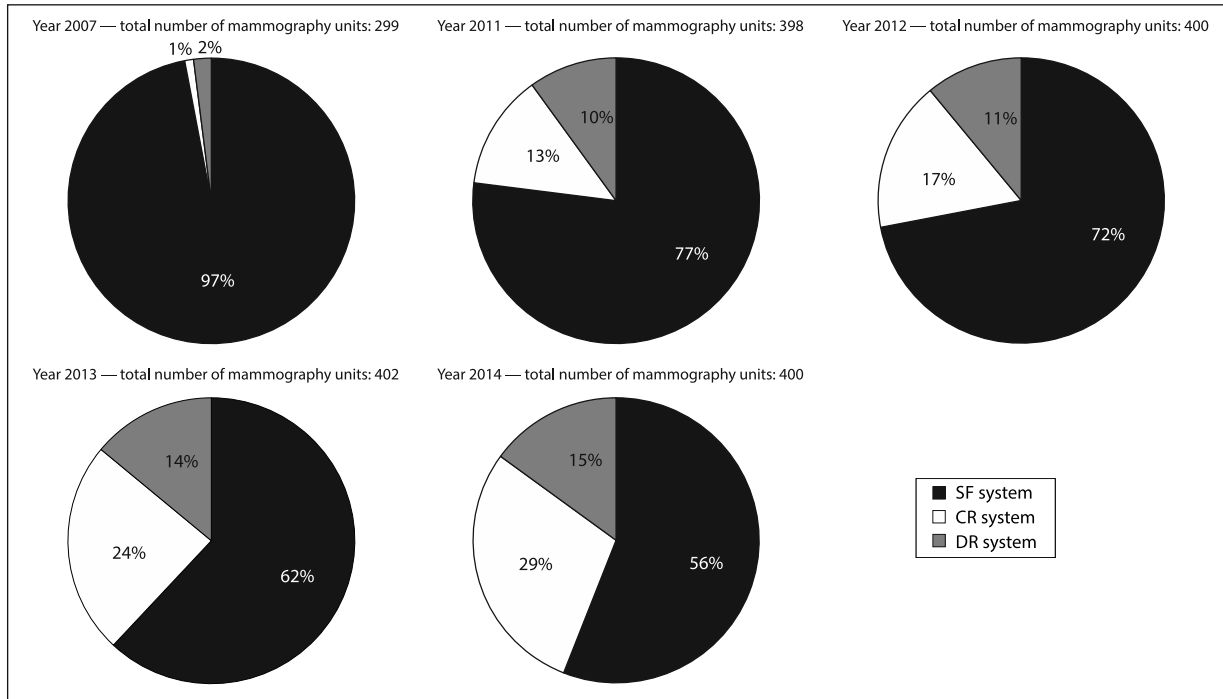 Year 2007 — total number of mammography units: 299
1%
2%
97%
Year 2011 — total number of mammography units: 398
10%
13%
77%
Year 2012 — total number of mammography units: 400
11%
17%
72%
Year 2013 — total number of mammography units: 402
14%
24%
62%
Year 2014 — total number of mammography units: 400
15%
29%
56%
SF system
CR system
DR system